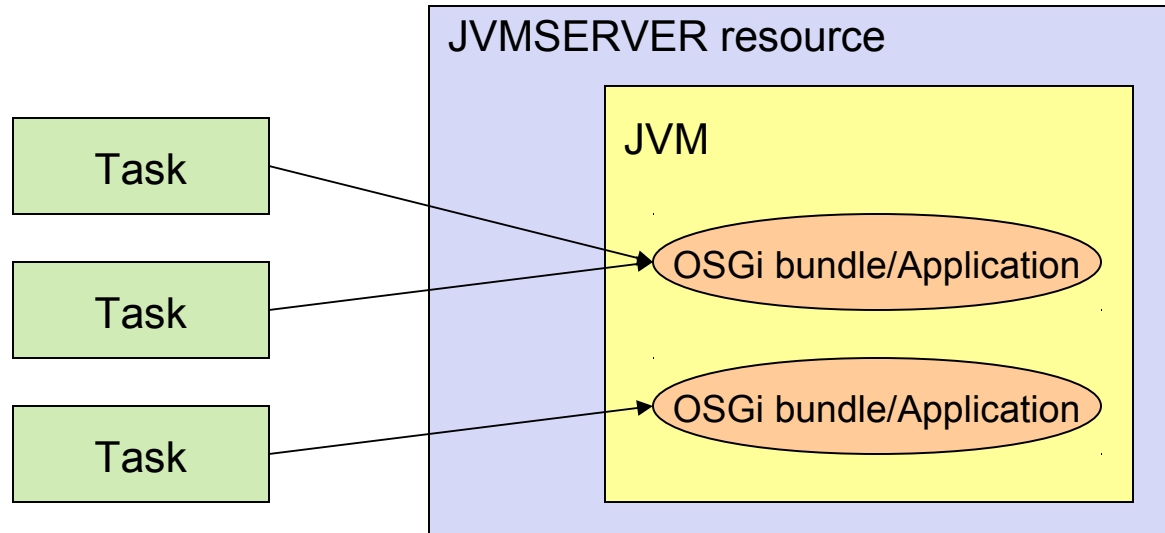 JVMSERVER resource
JVM
Task
OSGi bundle/Application
Task
OSGi bundle/Application
Task